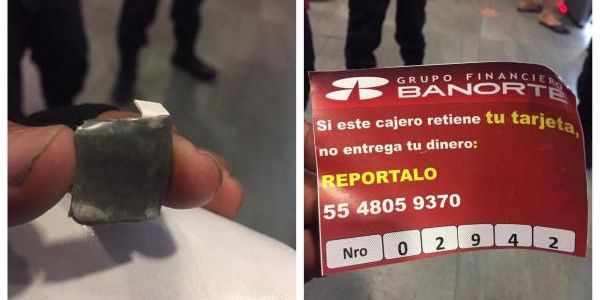 GRUPO FINANCIERO
BANORTE
Si este cajero retiene tu tarjeta,
no entrega tu dinero:
REPORTALO
55 4805 9370
Nro 0 2 9 4 2